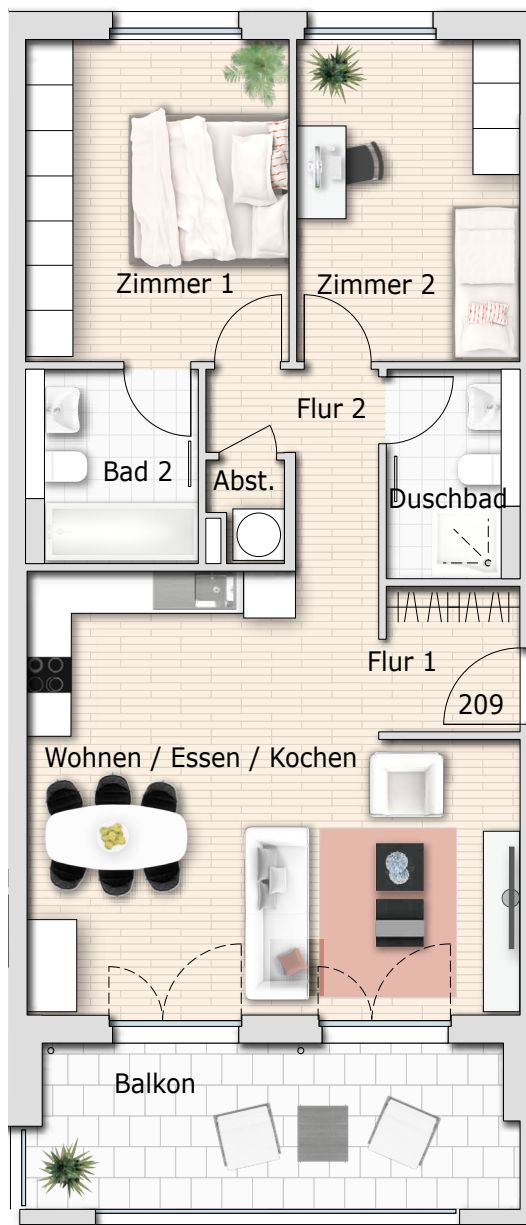 Zimmer 1
Zimmer 2
Flur 2
Bad 2
Abst.
Duschbad
Flur 1
209
Wohnen / Essen / Kochen
Balkon